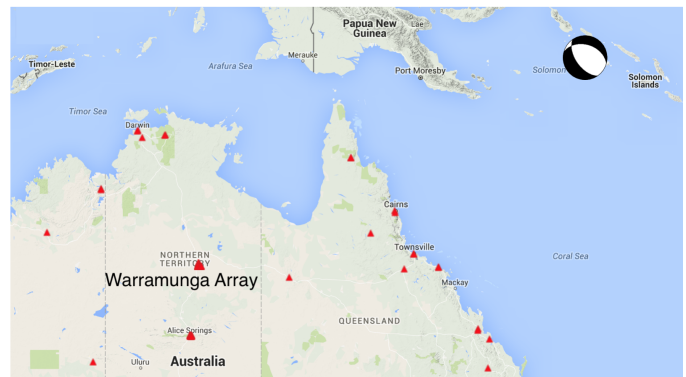 Papua New
Guinea
Lae
Merauke
Timor-Leste
Arafura Sea
Port Moresby
Solomon
Solomon
Islands
Timor Sea
Darwin
Cairns
Townsville
Coral Sea
NORTHERN
TERRITORY
Warramunga Array
Mackay
QUEENSLAND
Alice Springs
Uluru
Australia